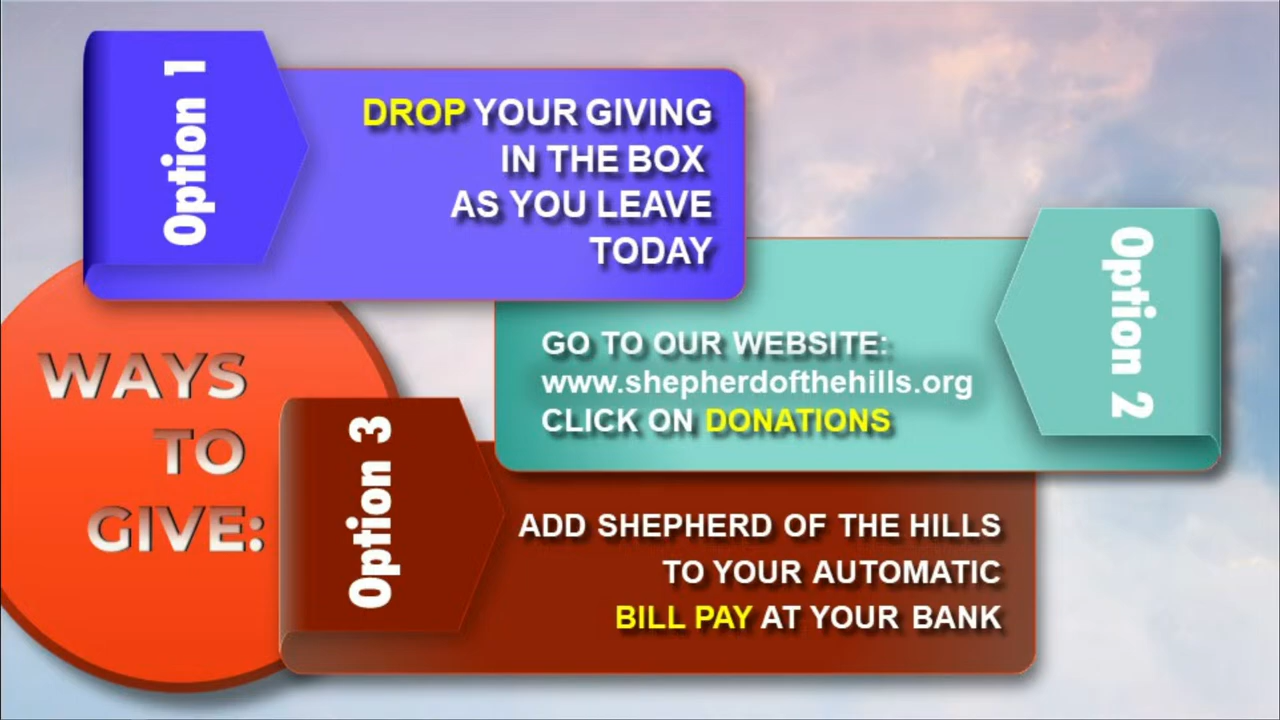 Option 1
DROP YOUR GIVING
IN THE BOX
AS YOU LEAVE
TODAY
Option 2
GO TO OUR WEBSITE:
www.shepherdofthehills.org
CLICK ON DONATIONS
WAYS
TO
GIVE:
Option 3
ADD SHEPHERD OF THE HILLS
TO YOUR AUTOMATIC
BILL PAY AT YOUR BANK